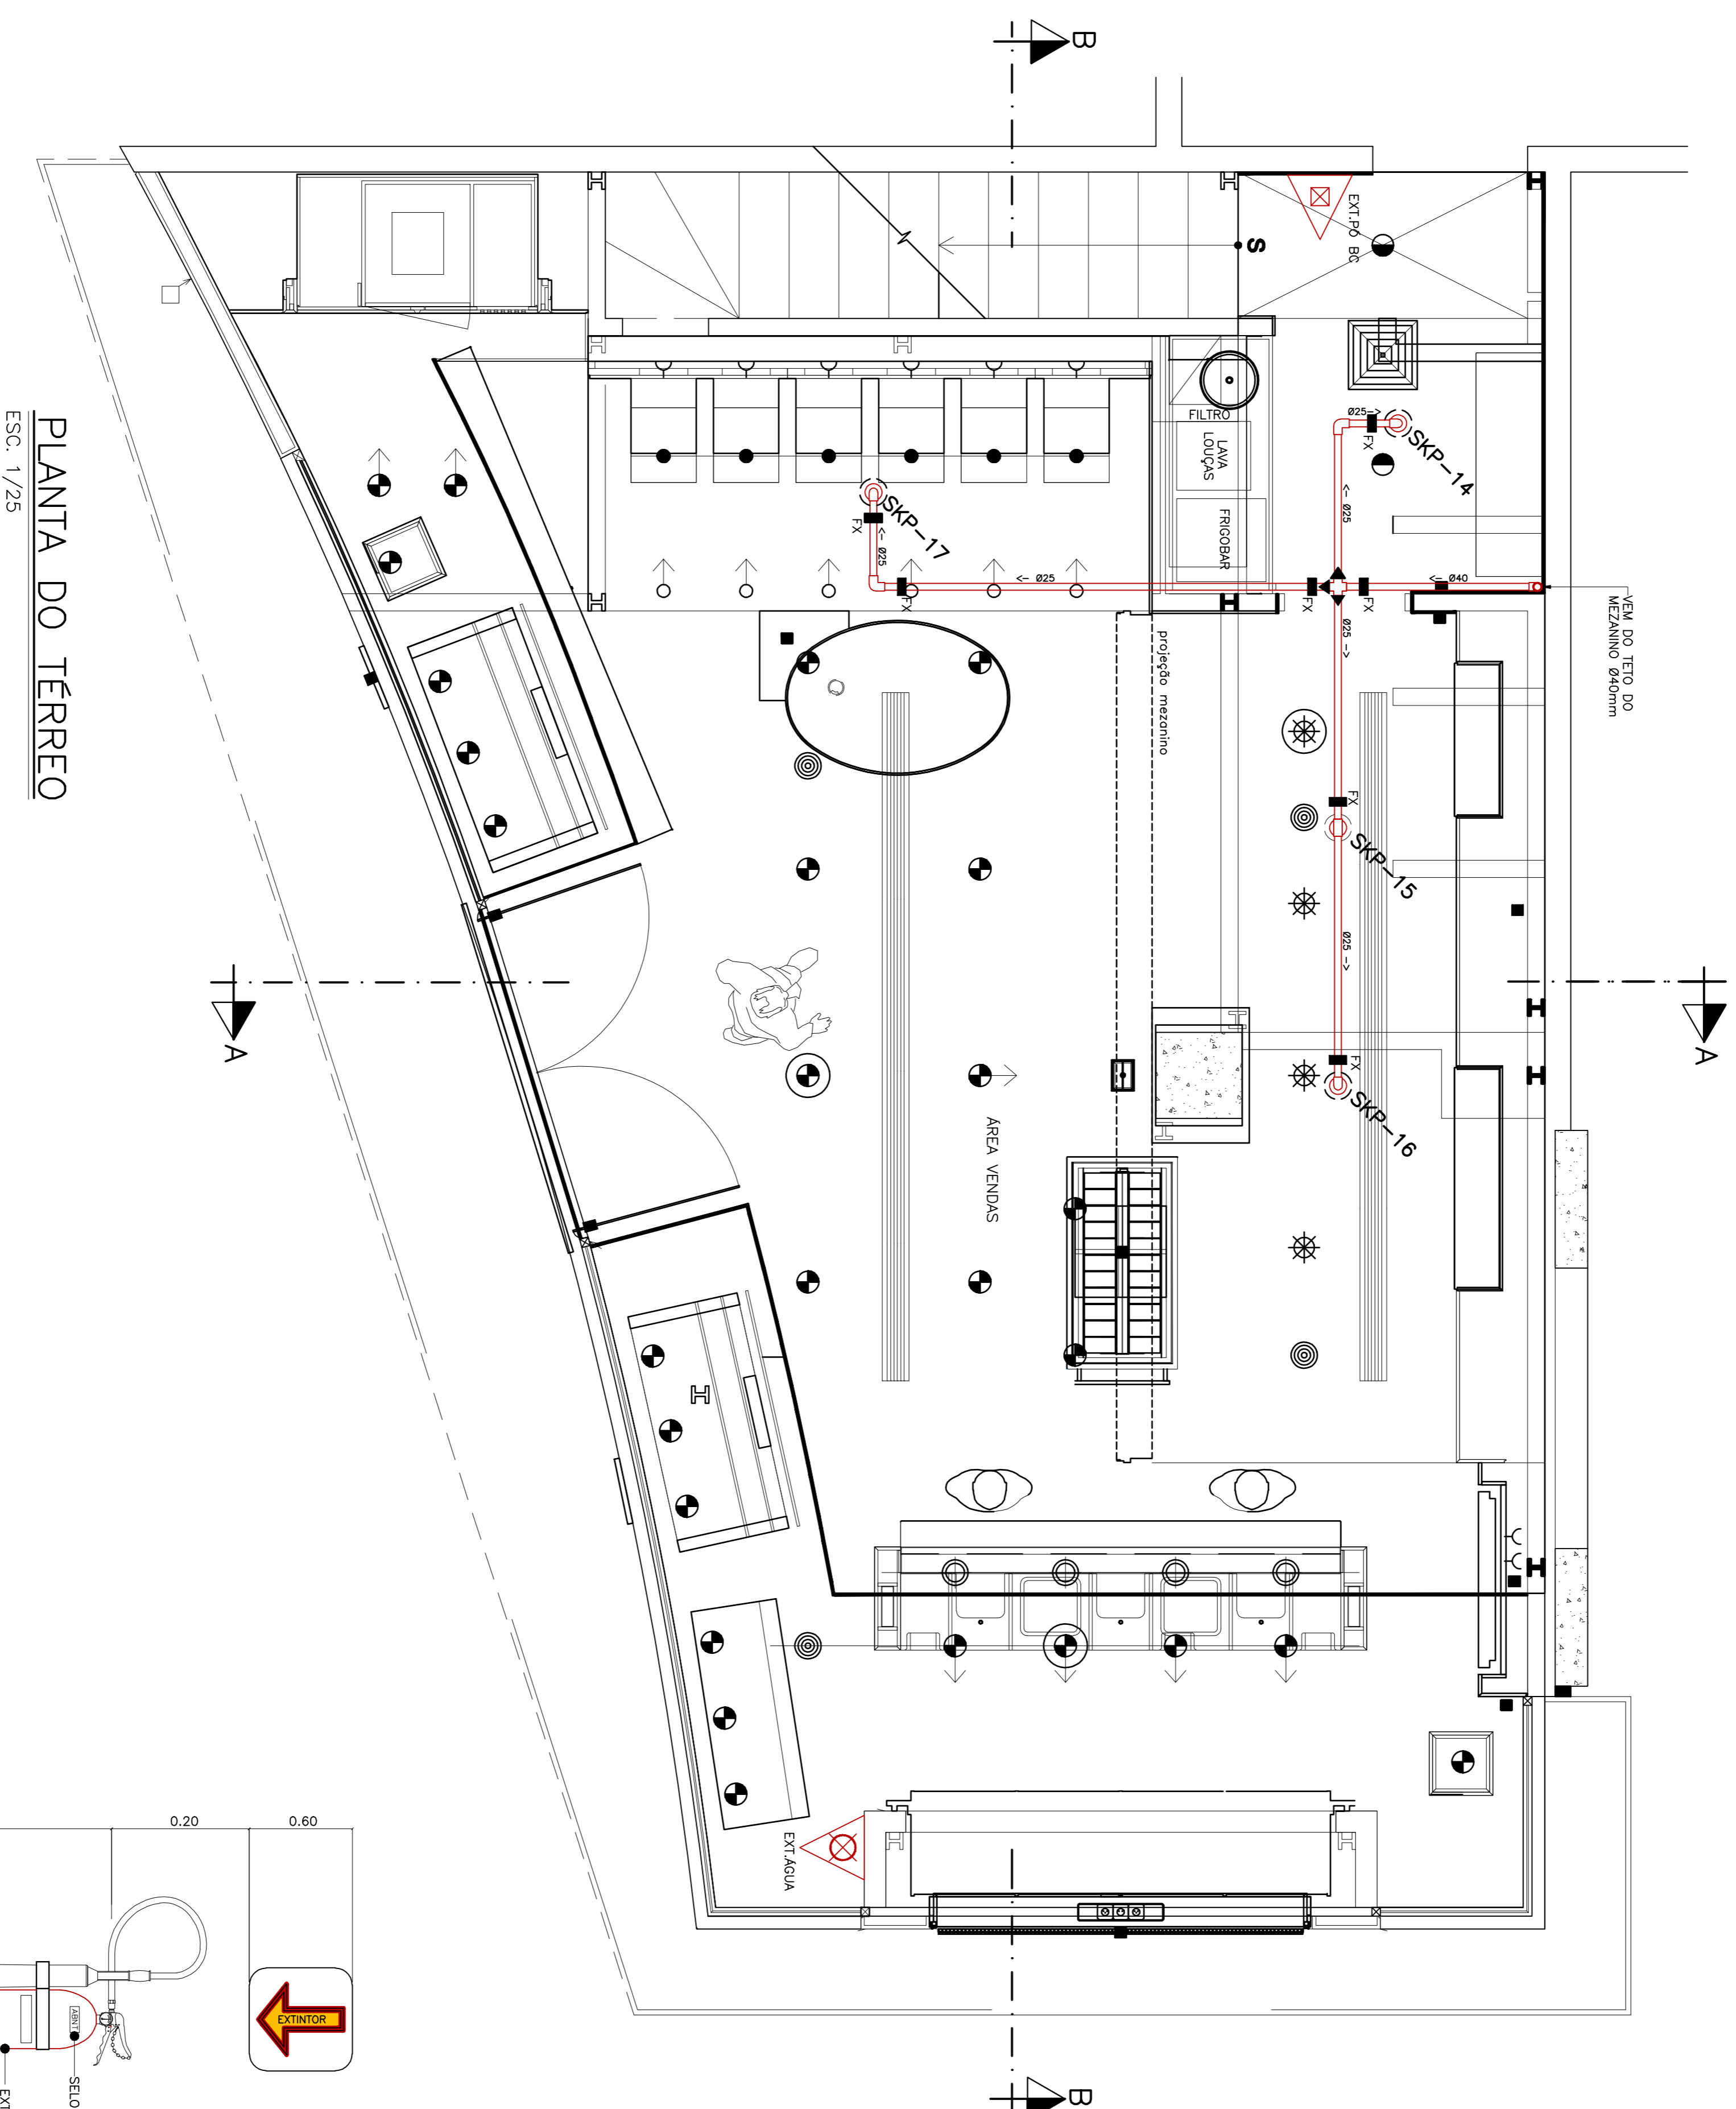 B
VEM DO TETO DO
MEZANINO Ø40mm
EXT.PÓ BC
S
FILTRO
LAVA
LOUÇAS
FRIGOBAR
Ø25->
FX
SKP-14
<- Ø25
<- Ø40
FX
FX
Ø25 ->
<- Ø25
FX
SKP-17
<- Ø25
FX
projeção mezanino
FX
SKP-15
Ø25 ->
FX
SKP-16
A
A
ÁREA VENDAS
EXT.ÁGUA
B
PLANTA DO TÉRREO
ESC. 1/25
0.20
0.60
EXTINTOR
ABNT
SELO
EXT